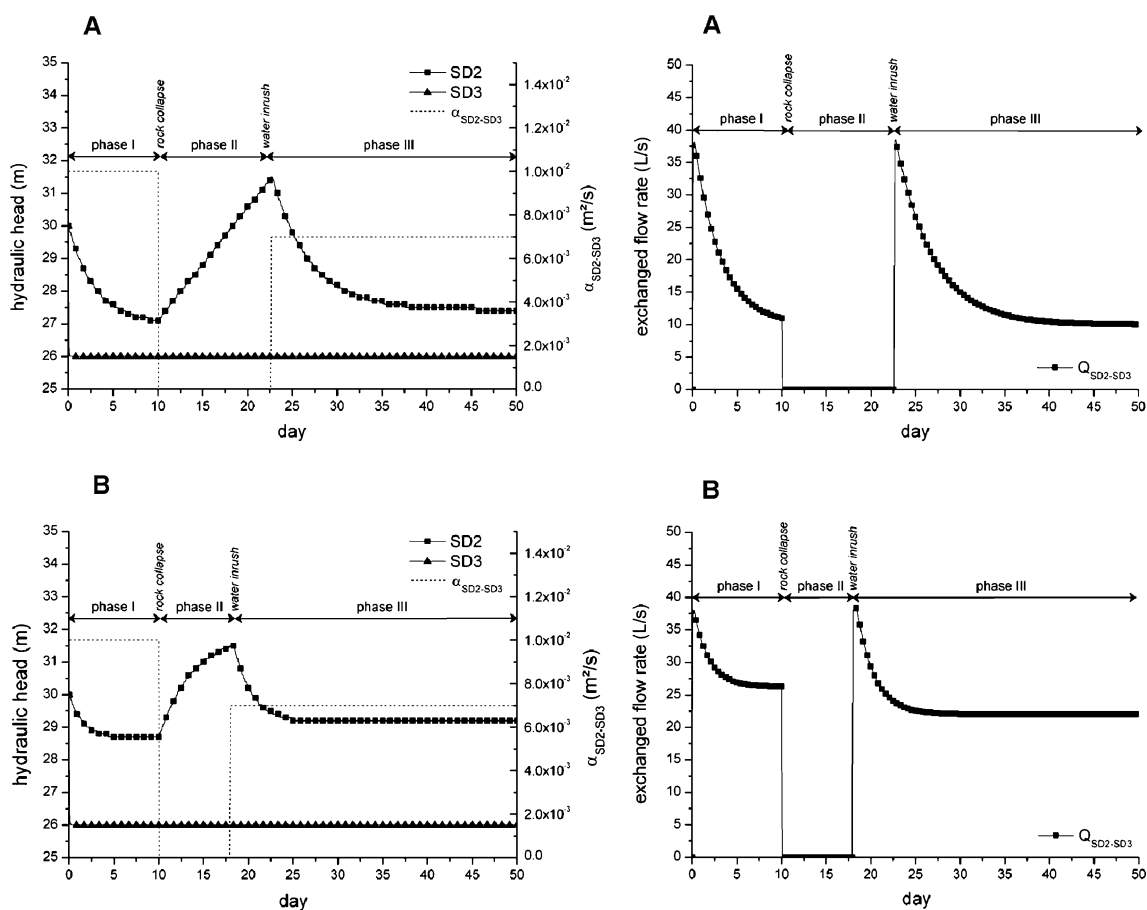 A
35
34
33
32
31
30
29
28
27
26
25
hydraulic head (m)
0 5 10 15 20 25 30 35 40 45 50
day
phase I
rock collapse
phase II
water inrush
phase III
SD2
SD3
α SD2-SD3
1.4x10⁻²
1.2x10⁻²
1.0x10⁻²
8.0x10⁻³
6.0x10⁻³
4.0x10⁻³
2.0x10⁻³
0.0
α SD2-SD3 (m²/s)
A
50
45
40
35
30
25
20
15
10
5
0
exchanged flow rate (L/s)
0 5 10 15 20 25 30 35 40 45 50
day
phase I
rock collapse
phase II
water inrush
phase III
Q SD2-SD3
B
35
34
33
32
31
30
29
28
27
26
25
hydraulic head (m)
0 5 10 15 20 25 30 35 40 45 50
day
phase I
rock collapse
phase II
water inrush
phase III
SD2
SD3
α SD2-SD3
1.4x10⁻²
1.2x10⁻²
1.0x10⁻²
8.0x10⁻³
6.0x10⁻³
4.0x10⁻³
2.0x10⁻³
0.0
α SD2-SD3 (m²/s)
B
50
45
40
35
30
25
20
15
10
5
0
exchanged flow rate (L/s)
0 5 10 15 20 25 30 35 40 45 50
day
phase I
rock collapse
phase II
water inrush
phase III
Q SD2-SD3